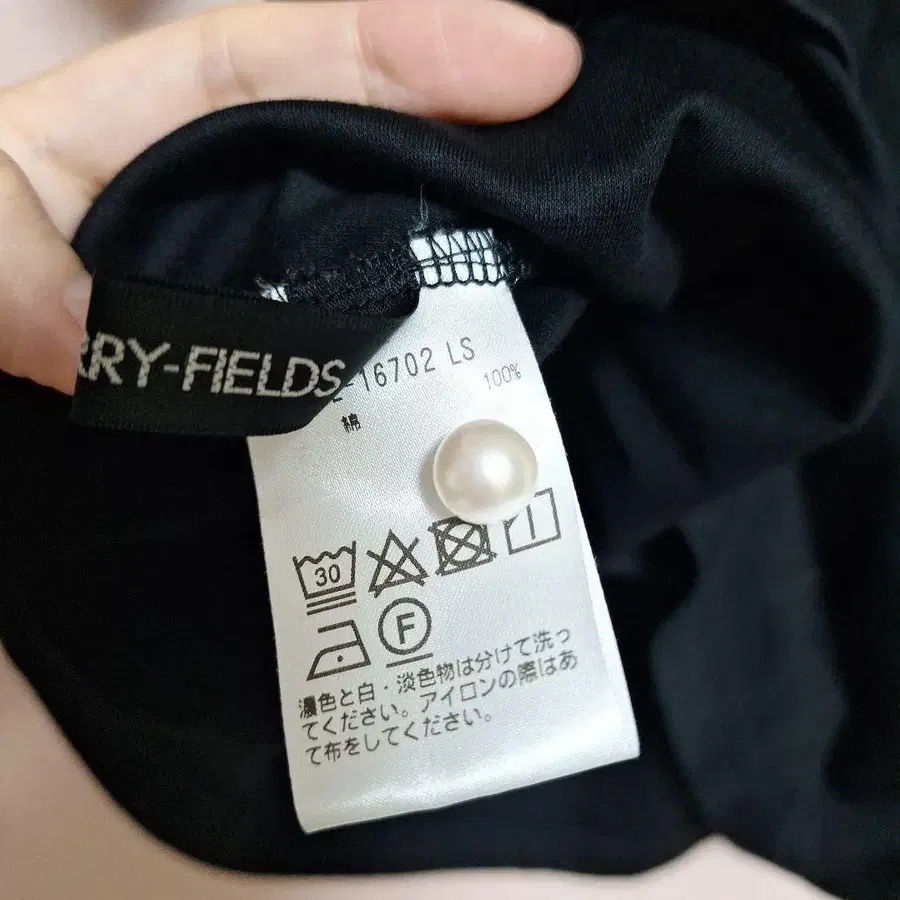 RRY-FIELDS
-16702 LS
綿 100%
30
F
濃色と白・淡色物は分けて洗っ
てください。アイロンの際はあ
て布をしてください。